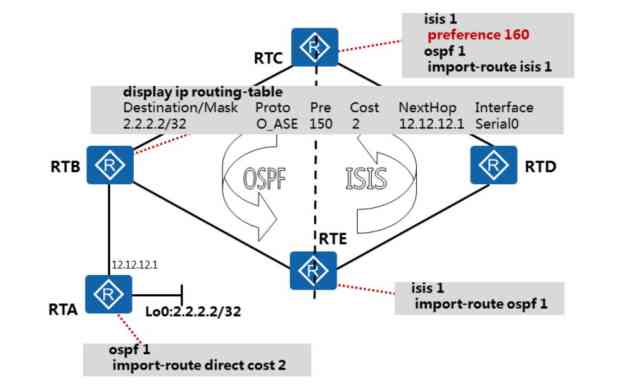 isis 1
preference 160
ospf 1
import-route isis 1
RTC
display ip routing-table
Destination/Mask Proto Pre Cost NextHop Interface
2.2.2.2/32 O_ASE 150 2 12.12.12.1 Serial0
RTB
OSPF
ISIS
RTD
RTE
12.12.12.1
isis 1
import-route ospf 1
RTA
Lo0:2.2.2.2/32
ospf 1
import-route direct cost 2
R
R
R
R
R